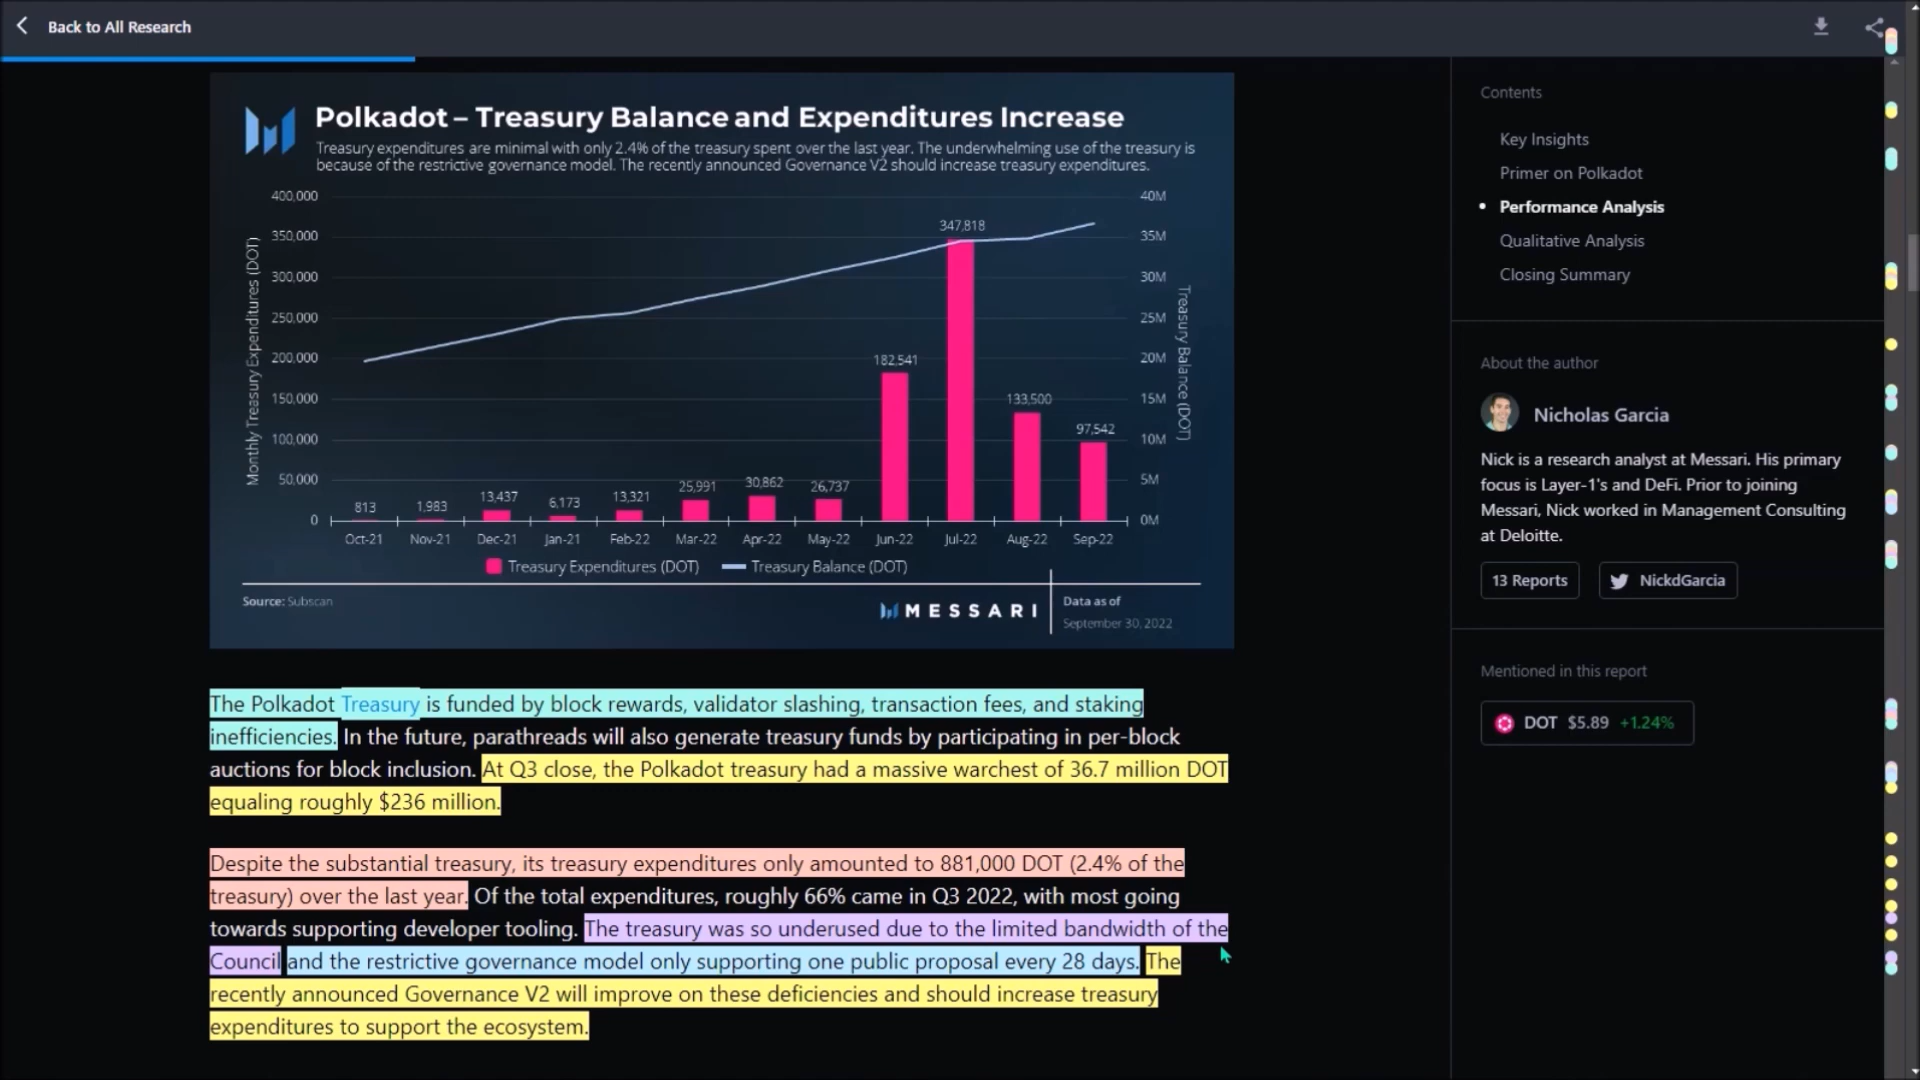 Back to All Research
Polkadot – Treasury Balance and Expenditures Increase
Treasury expenditures are minimal with only 2.4% of the treasury spent over the last year. The underwhelming use of the treasury is
because of the restrictive governance model. The recently announced Governance V2 should increase treasury expenditures.
Monthly Treasury Expenditures (DOT)
400,000
350,000
300,000
250,000
200,000
150,000
100,000
50,000
0
813
1,983
13,437
6,173
13,321
25,991
30,862
26,737
182,541
347,818
133,500
97,542
40M
35M
30M
25M
20M
15M
10M
5M
0M
Treasury Balance (DOT)
Oct-21 Nov-21 Dec-21 Jan-21 Feb-22 Mar-22 Apr-22 May-22 Jun-22 Jul-22 Aug-22 Sep-22
Treasury Expenditures (DOT) Treasury Balance (DOT)
Source: Subscan
MESSARI
Data as of
September 30, 2022
The Polkadot Treasury is funded by block rewards, validator slashing, transaction fees, and staking
inefficiencies. In the future, parathreads will also generate treasury funds by participating in per-block
auctions for block inclusion. At Q3 close, the Polkadot treasury had a massive warchest of 36.7 million DOT
equaling roughly $236 million.
Despite the substantial treasury, its treasury expenditures only amounted to 881,000 DOT (2.4% of the
treasury) over the last year. Of the total expenditures, roughly 66% came in Q3 2022, with most going
towards supporting developer tooling. The treasury was so underused due to the limited bandwidth of the
Council and the restrictive governance model only supporting one public proposal every 28 days. The
recently announced Governance V2 will improve on these deficiencies and should increase treasury
expenditures to support the ecosystem.
Contents
Key Insights
Primer on Polkadot
Performance Analysis
Qualitative Analysis
Closing Summary
About the author
Nicholas Garcia
Nick is a research analyst at Messari. His primary
focus is Layer-1's and DeFi. Prior to joining
Messari, Nick worked in Management Consulting
at Deloitte.
13 Reports
NickdGarcia
Mentioned in this report
DOT $5.89 +1.24%